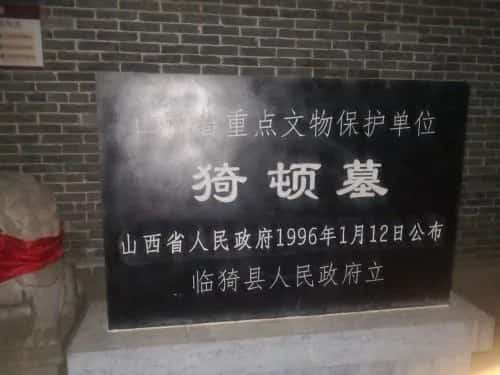 山西省重点文物保护单位
猗顿墓
山西省人民政府1996年1月12日公布
临猗县人民政府立